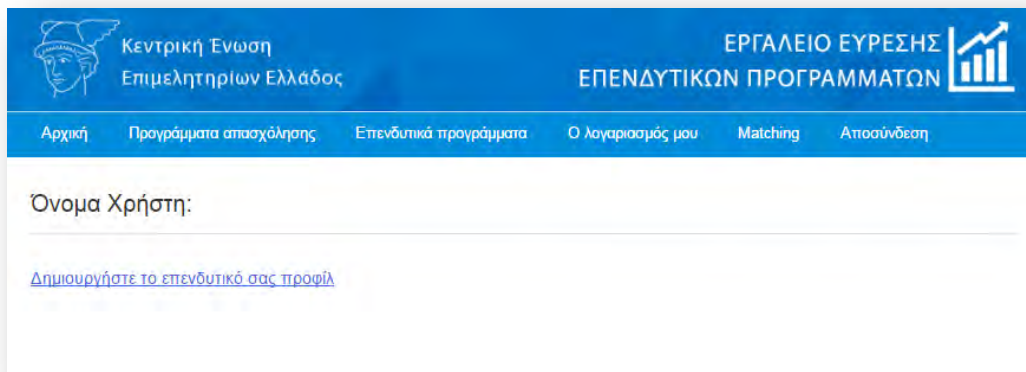 Κεντρική Ένωση
Επιμελητηρίων Ελλάδος
ΕΡΓΑΛΕΙΟ ΕΥΡΕΣΗΣ
ΕΠΕΝΔΥΤΙΚΩΝ ΠΡΟΓΡΑΜΜΑΤΩΝ
Αρχική Προγράμματα απασχόλησης Επενδυτικά προγράμματα Ο λογαριασμός μου Matching Αποσύνδεση
Όνομα Χρήστη:
Δημιουργήστε το επενδυτικό σας προφίλ